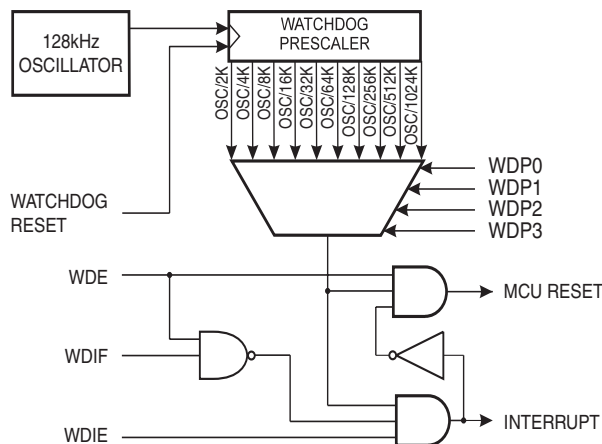 128kHz
OSCILLATOR
WATCHDOG
PRESCALER
OSC/2K
OSC/4K
OSC/8K
OSC/16K
OSC/32K
OSC/64K
OSC/128K
OSC/256K
OSC/512K
OSC/1024K
WATCHDOG
RESET
WDP0
WDP1
WDP2
WDP3
WDE
MCU RESET
WDIF
WDIE
INTERRUPT